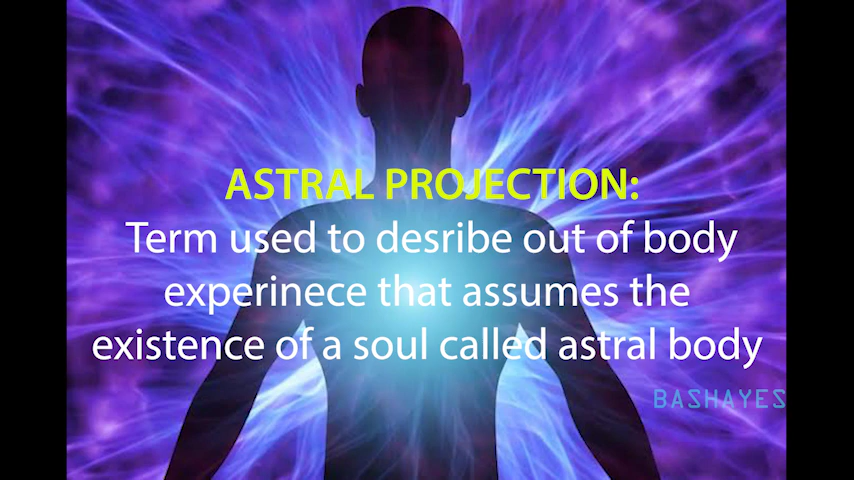 ASTRAL PROJECTION:
Term used to desribe out of body
experinece that assumes the
existence of a soul called astral body
BASHAYES